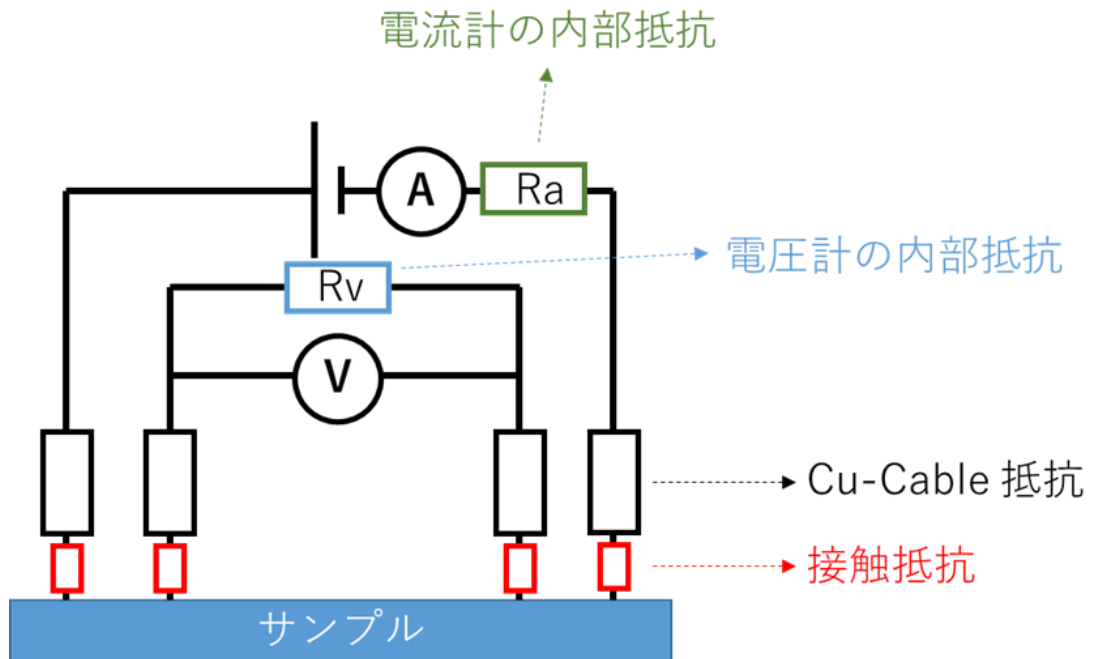 電流計の内部抵抗
A
Ra
電圧計の内部抵抗
Rv
V
Cu-Cable 抵抗
接触抵抗
サンプル